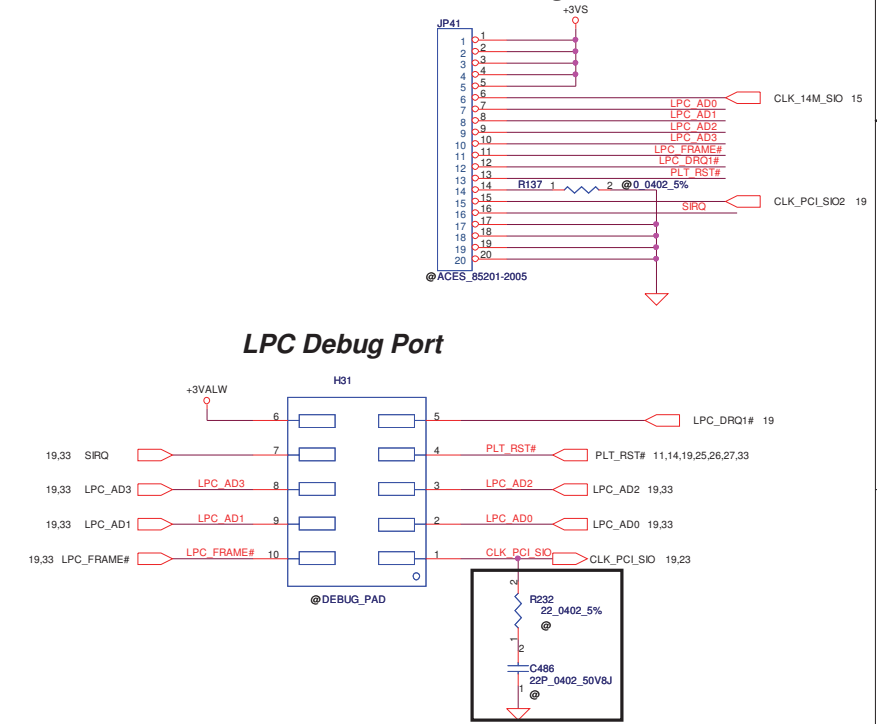 +3VS
JP41
1 1
2 2
3 3
4 4
5 5
6 6 CLK_14M_SIO 15
7 7 LPC_AD0
8 8 LPC_AD1
9 9 LPC_AD2
10 10 LPC_AD3
11 11 LPC_FRAME#
12 12 LPC_DRQ1#
13 13 PLT_RST#
14 14 R137 1 2 @0_0402_5%
15 15 CLK_PCI_SIO2 19
16 16 SIRQ
17 17
18 18
19 19
20 20
@ACES_85201-2005
LPC Debug Port
H31
+3VALW
6 5 LPC_DRQ1# 19
19,33 SIRQ 7 4 PLT_RST# PLT_RST# 11,14,19,25,26,27,33
19,33 LPC_AD3 LPC_AD3 8 3 LPC_AD2 LPC_AD2 19,33
19,33 LPC_AD1 LPC_AD1 9 2 LPC_AD0 LPC_AD0 19,33
19,33 LPC_FRAME# LPC_FRAME# 10 1 CLK_PCI_SIO CLK_PCI_SIO 19,23
@DEBUG_PAD
2
R232
22_0402_5%
@
1
2
C486
22P_0402_50V8J
1
@